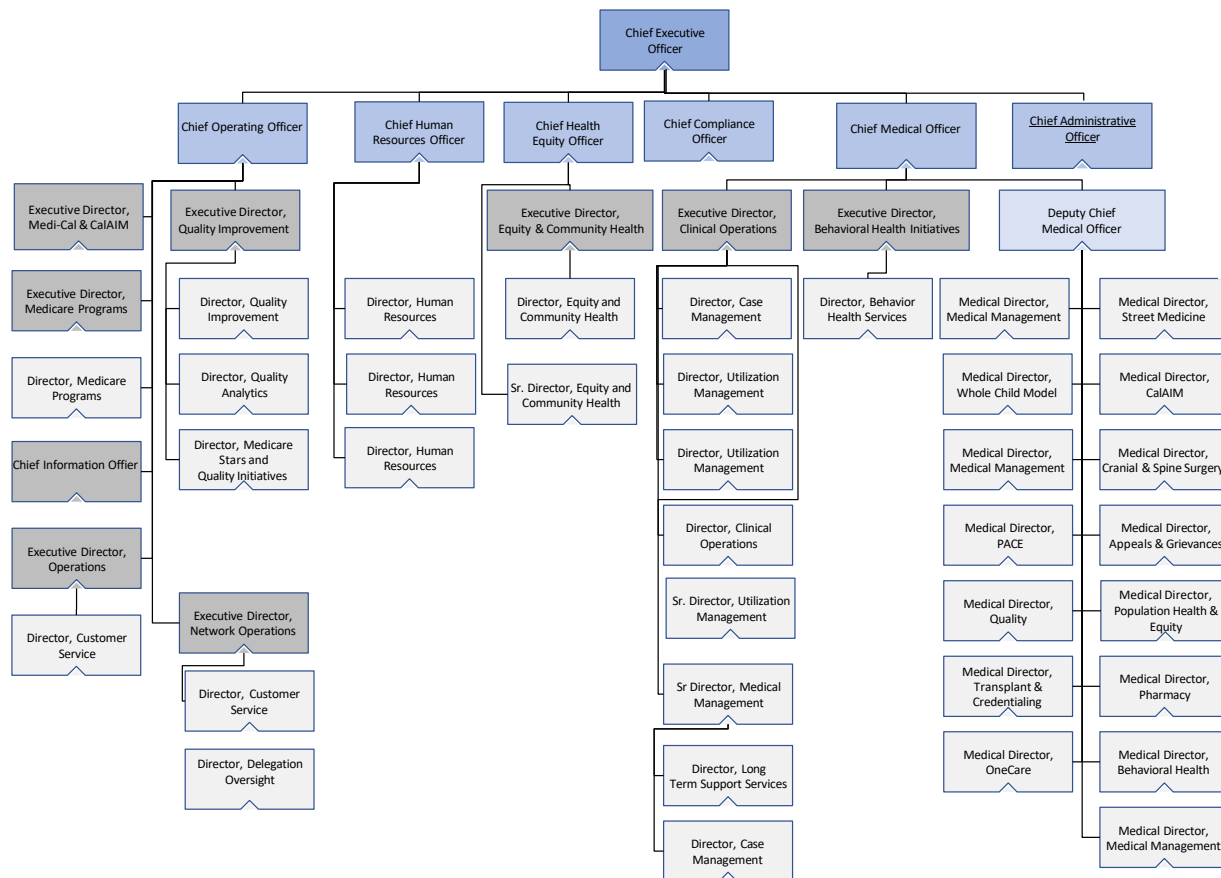 Chief Executive
Officer
Chief Operating Officer
Chief Human
Resources Officer
Chief Health
Equity Officer
Chief Compliance
Officer
Chief Medical Officer
Chief Administrative
Officer
Executive Director,
Medi-Cal & CalAIM
Executive Director,
Quality Improvement
Executive Director,
Equity & Community Health
Executive Director,
Clinical Operations
Executive Director,
Behavioral Health Initiatives
Deputy Chief
Medical Officer
Executive Director,
Medicare Programs
Director, Quality
Improvement
Director, Human
Resources
Director, Equity and
Community Health
Director, Case
Management
Director, Behavior
Health Services
Medical Director,
Medical Management
Medical Director,
Street Medicine
Director, Medicare
Programs
Director, Quality
Analytics
Director, Human
Resources
Sr. Director, Equity and
Community Health
Director, Utilization
Management
Medical Director,
Whole Child Model
Medical Director,
CalAIM
Chief Information Offier
Director, Medicare
Stars and
Quality Initiatives
Director, Human
Resources
Director, Utilization
Management
Medical Director,
Medical Management
Medical Director,
Cranial & Spine Surgery
Executive Director,
Operations
Director, Clinical
Operations
Medical Director,
PACE
Medical Director,
Appeals & Grievances
Director, Customer
Service
Executive Director,
Network Operations
Sr. Director, Utilization
Management
Medical Director,
Quality
Medical Director,
Population Health &
Equity
Director, Customer
Service
Sr Director, Medical
Management
Medical Director,
Transplant &
Credentialing
Medical Director,
Pharmacy
Director, Delegation
Oversight
Director, Long
Term Support Services
Medical Director,
OneCare
Medical Director,
Behavioral Health
Director, Case
Management
Medical Director,
Medical Management